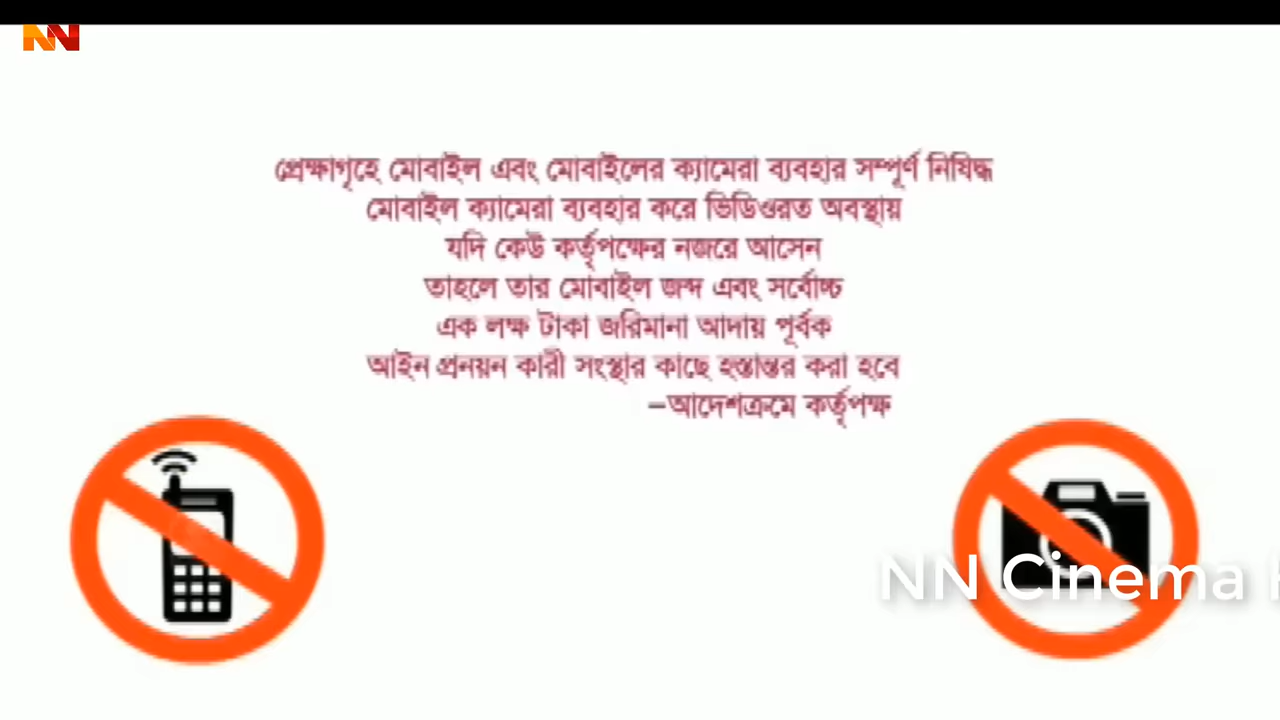 NN
প্রেক্ষাগৃহে মোবাইল এবং মোবাইলের ক্যামেরা ব্যবহার সম্পূর্ণ নিষিদ্ধ
মোবাইল ক্যামেরা ব্যবহার করে ভিডিওরত অবস্থায়
যদি কেউ কর্তৃপক্ষের নজরে আসেন
তাহলে তার মোবাইল জব্দ এবং সর্বোচ্চ
এক লক্ষ টাকা জরিমানা আদায় পূর্বক
আইন প্রনয়ন কারী সংস্থার কাছে হস্তান্তর করা হবে
–আদেশক্রমে কর্তৃপক্ষ
NN Cinema